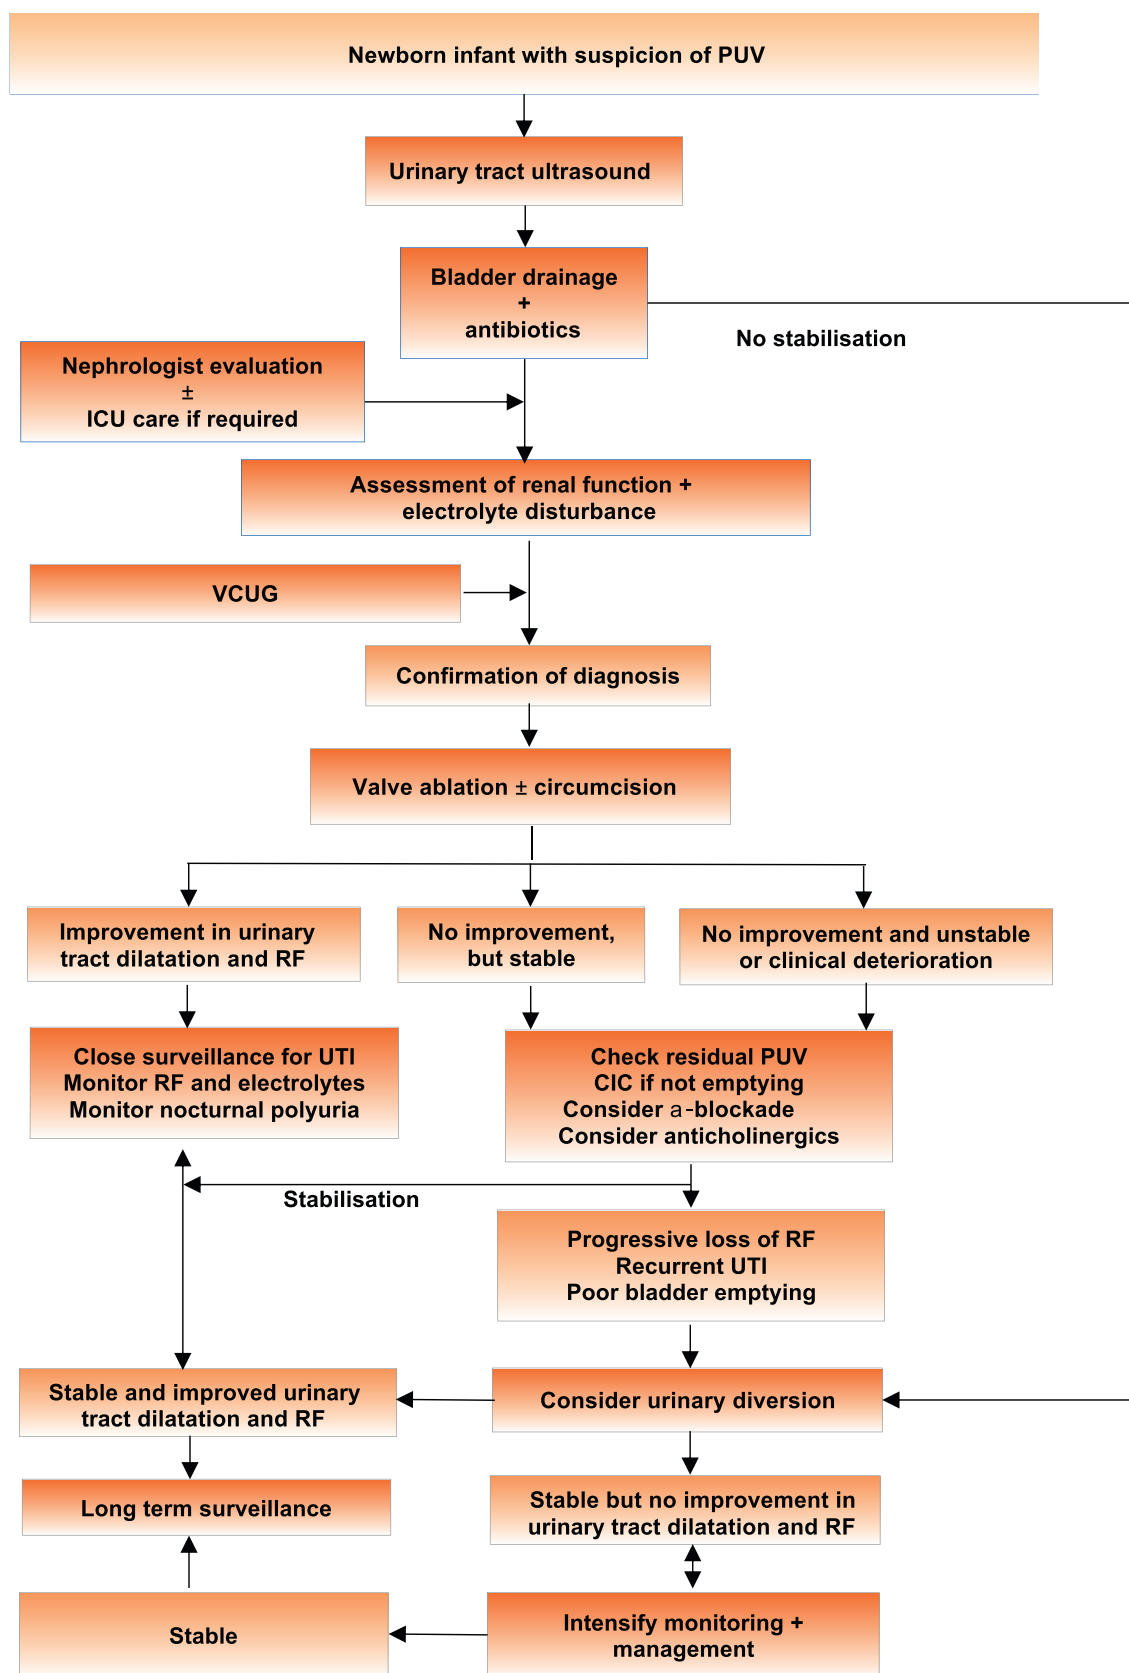 Newborn infant with suspicion of PUV
Urinary tract ultrasound
Bladder drainage
+
antibiotics
No stabilisation
Nephrologist evaluation
±
ICU care if required
Assessment of renal function +
electrolyte disturbance
VCUG
Confirmation of diagnosis
Valve ablation ± circumcision
Improvement in urinary
tract dilatation and RF
No improvement,
but stable
No improvement and unstable
or clinical deterioration
Close surveillance for UTI
Monitor RF and electrolytes
Monitor nocturnal polyuria
Check residual PUV
CIC if not emptying
Consider a-blockade
Consider anticholinergics
Stabilisation
Progressive loss of RF
Recurrent UTI
Poor bladder emptying
Stable and improved urinary
tract dilatation and RF
Consider urinary diversion
Long term surveillance
Stable but no improvement in
urinary tract dilatation and RF
Stable
Intensify monitoring +
management